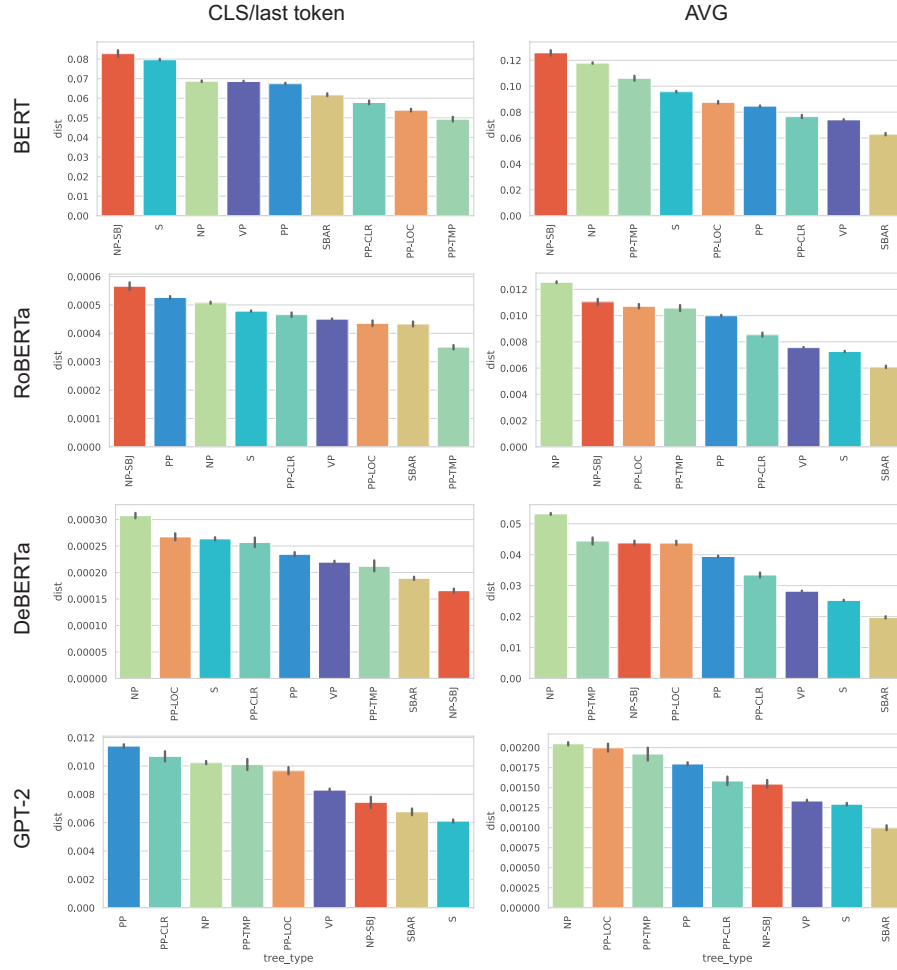 CLS/last token
AVG
BERT
dist
0.08
0.07
0.06
0.05
0.04
0.03
0.02
0.01
0.00
NP-SBJ
S
NP
VP
PP
SBAR
PP-CLR
PP-LOC
PP-TMP
dist
0.12
0.10
0.08
0.06
0.04
0.02
0.00
NP-SBJ
NP
PP-TMP
S
PP-LOC
PP
PP-CLR
VP
SBAR
RoBERTa
dist
0.0006
0.0005
0.0004
0.0003
0.0002
0.0001
0.0000
NP-SBJ
PP
NP
S
PP-CLR
VP
PP-LOC
SBAR
PP-TMP
dist
0.012
0.010
0.008
0.006
0.004
0.002
0.000
NP
NP-SBJ
PP-LOC
PP-TMP
PP
PP-CLR
VP
S
SBAR
DeBERTa
dist
0.00030
0.00025
0.00020
0.00015
0.00010
0.00005
0.00000
NP
PP-LOC
S
PP-CLR
PP
VP
PP-TMP
SBAR
NP-SBJ
dist
0.05
0.04
0.03
0.02
0.01
0.00
NP
PP-TMP
NP-SBJ
PP-LOC
PP
PP-CLR
VP
S
SBAR
GPT-2
dist
0.012
0.010
0.008
0.006
0.004
0.002
0.000
PP
PP-CLR
NP
PP-TMP
PP-LOC
VP
NP-SBJ
SBAR
S
tree_type
dist
0.00200
0.00175
0.00150
0.00125
0.00100
0.00075
0.00050
0.00025
0.00000
NP
PP-LOC
PP-TMP
PP
PP-CLR
NP-SBJ
VP
S
SBAR
tree_type